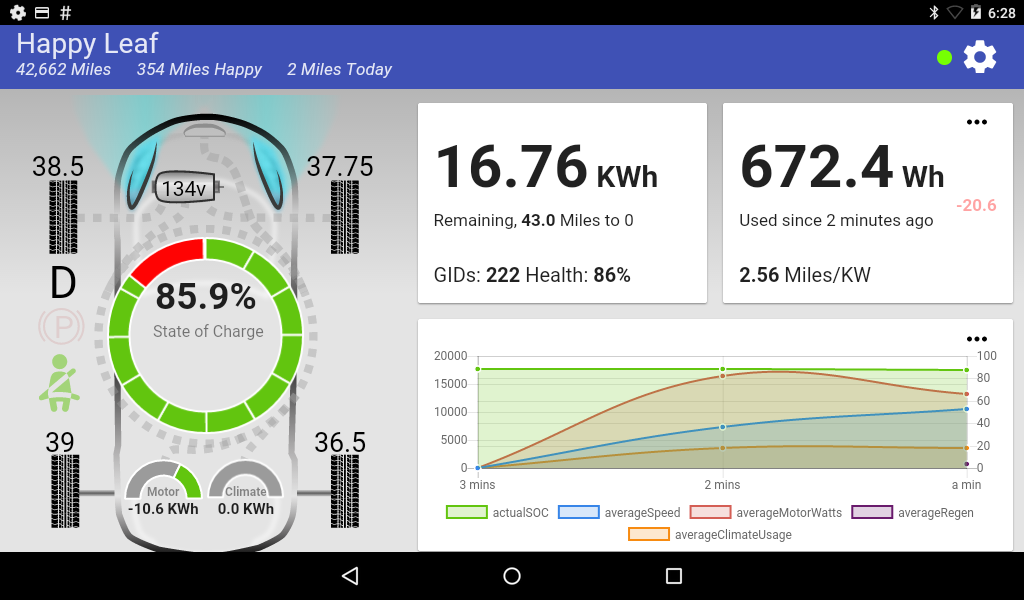 6:28
Happy Leaf
42,662 Miles 354 Miles Happy 2 Miles Today
38.5
37.75
134v
D
P
85.9%
State of Charge
39
36.5
Motor
-10.6 KWh
Climate
0.0 KWh
16.76 KWh
Remaining, 43.0 Miles to 0
GIDs: 222 Health: 86%
672.4 Wh
-20.6
Used since 2 minutes ago
2.56 Miles/KW
20000
15000
10000
5000
0
100
80
60
40
20
0
3 mins
2 mins
a min
actualSOC averageSpeed averageMotorWatts averageRegen
averageClimateUsage